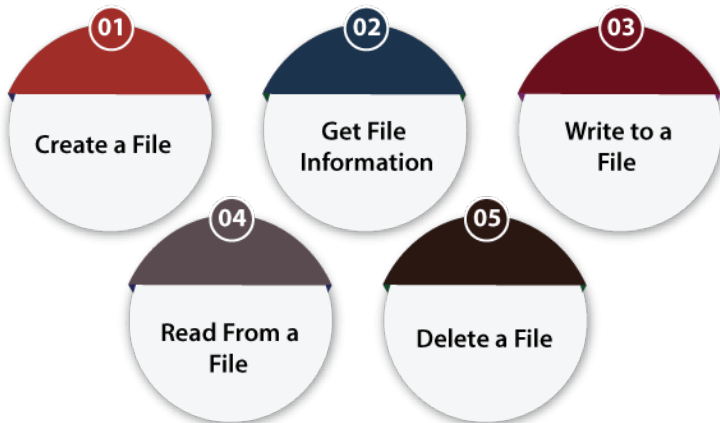 01
Create a File
02
Get File
Information
03
Write to a
File
04
Read From a
File
05
Delete a File